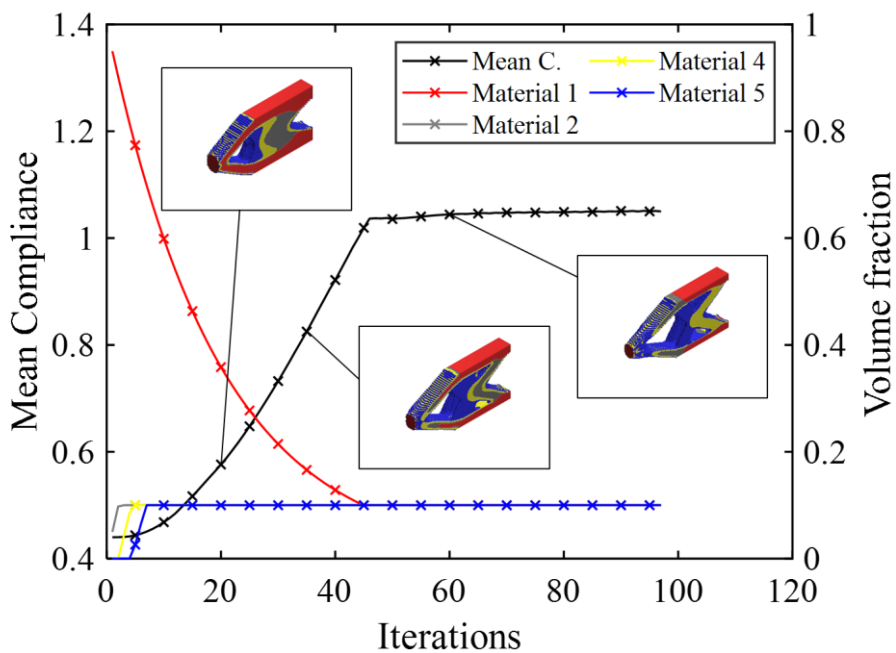 1.4
1.2
1
0.8
0.6
0.4
Mean Compliance
Mean C.
Material 1
Material 2
Material 4
Material 5
1
0.8
0.6
0.4
0.2
0
Volume fraction
0 20 40 60 80 100 120
Iterations